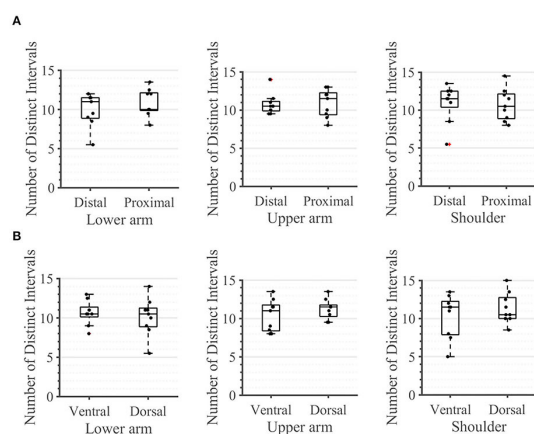 A
Number of Distinct Intervals
15
10
5
0
Distal Proximal
Lower arm
Number of Distinct Intervals
15
10
5
0
Distal Proximal
Upper arm
Number of Distinct Intervals
15
10
5
0
Distal Proximal
Shoulder
B
Number of Distinct Intervals
15
10
5
0
Ventral Dorsal
Lower arm
Number of Distinct Intervals
15
10
5
0
Ventral Dorsal
Upper arm
Number of Distinct Intervals
15
10
5
0
Ventral Dorsal
Shoulder